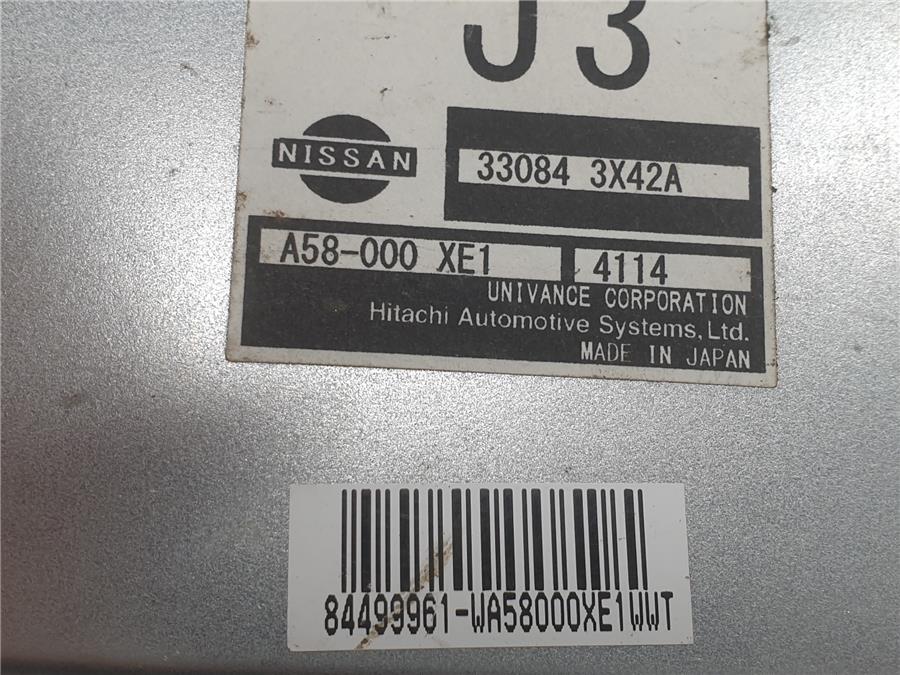 J3
NISSAN
33084 3X42A
A58-000 XE1
4114
UNIVANCE CORPORATION
Hitachi Automotive Systems, Ltd.
MADE IN JAPAN
84499961-WA58000XE1WWT